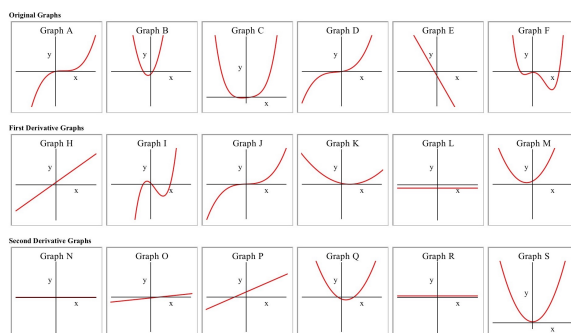 Original Graphs
Graph A Graph B Graph C Graph D Graph E Graph F
y y y y y y
x x x x x x
First Derivative Graphs
Graph H Graph I Graph J Graph K Graph L Graph M
y y y y y y
x x x x x x
Second Derivative Graphs
Graph N Graph O Graph P Graph Q Graph R Graph S
y y y y y y
x x x x x x